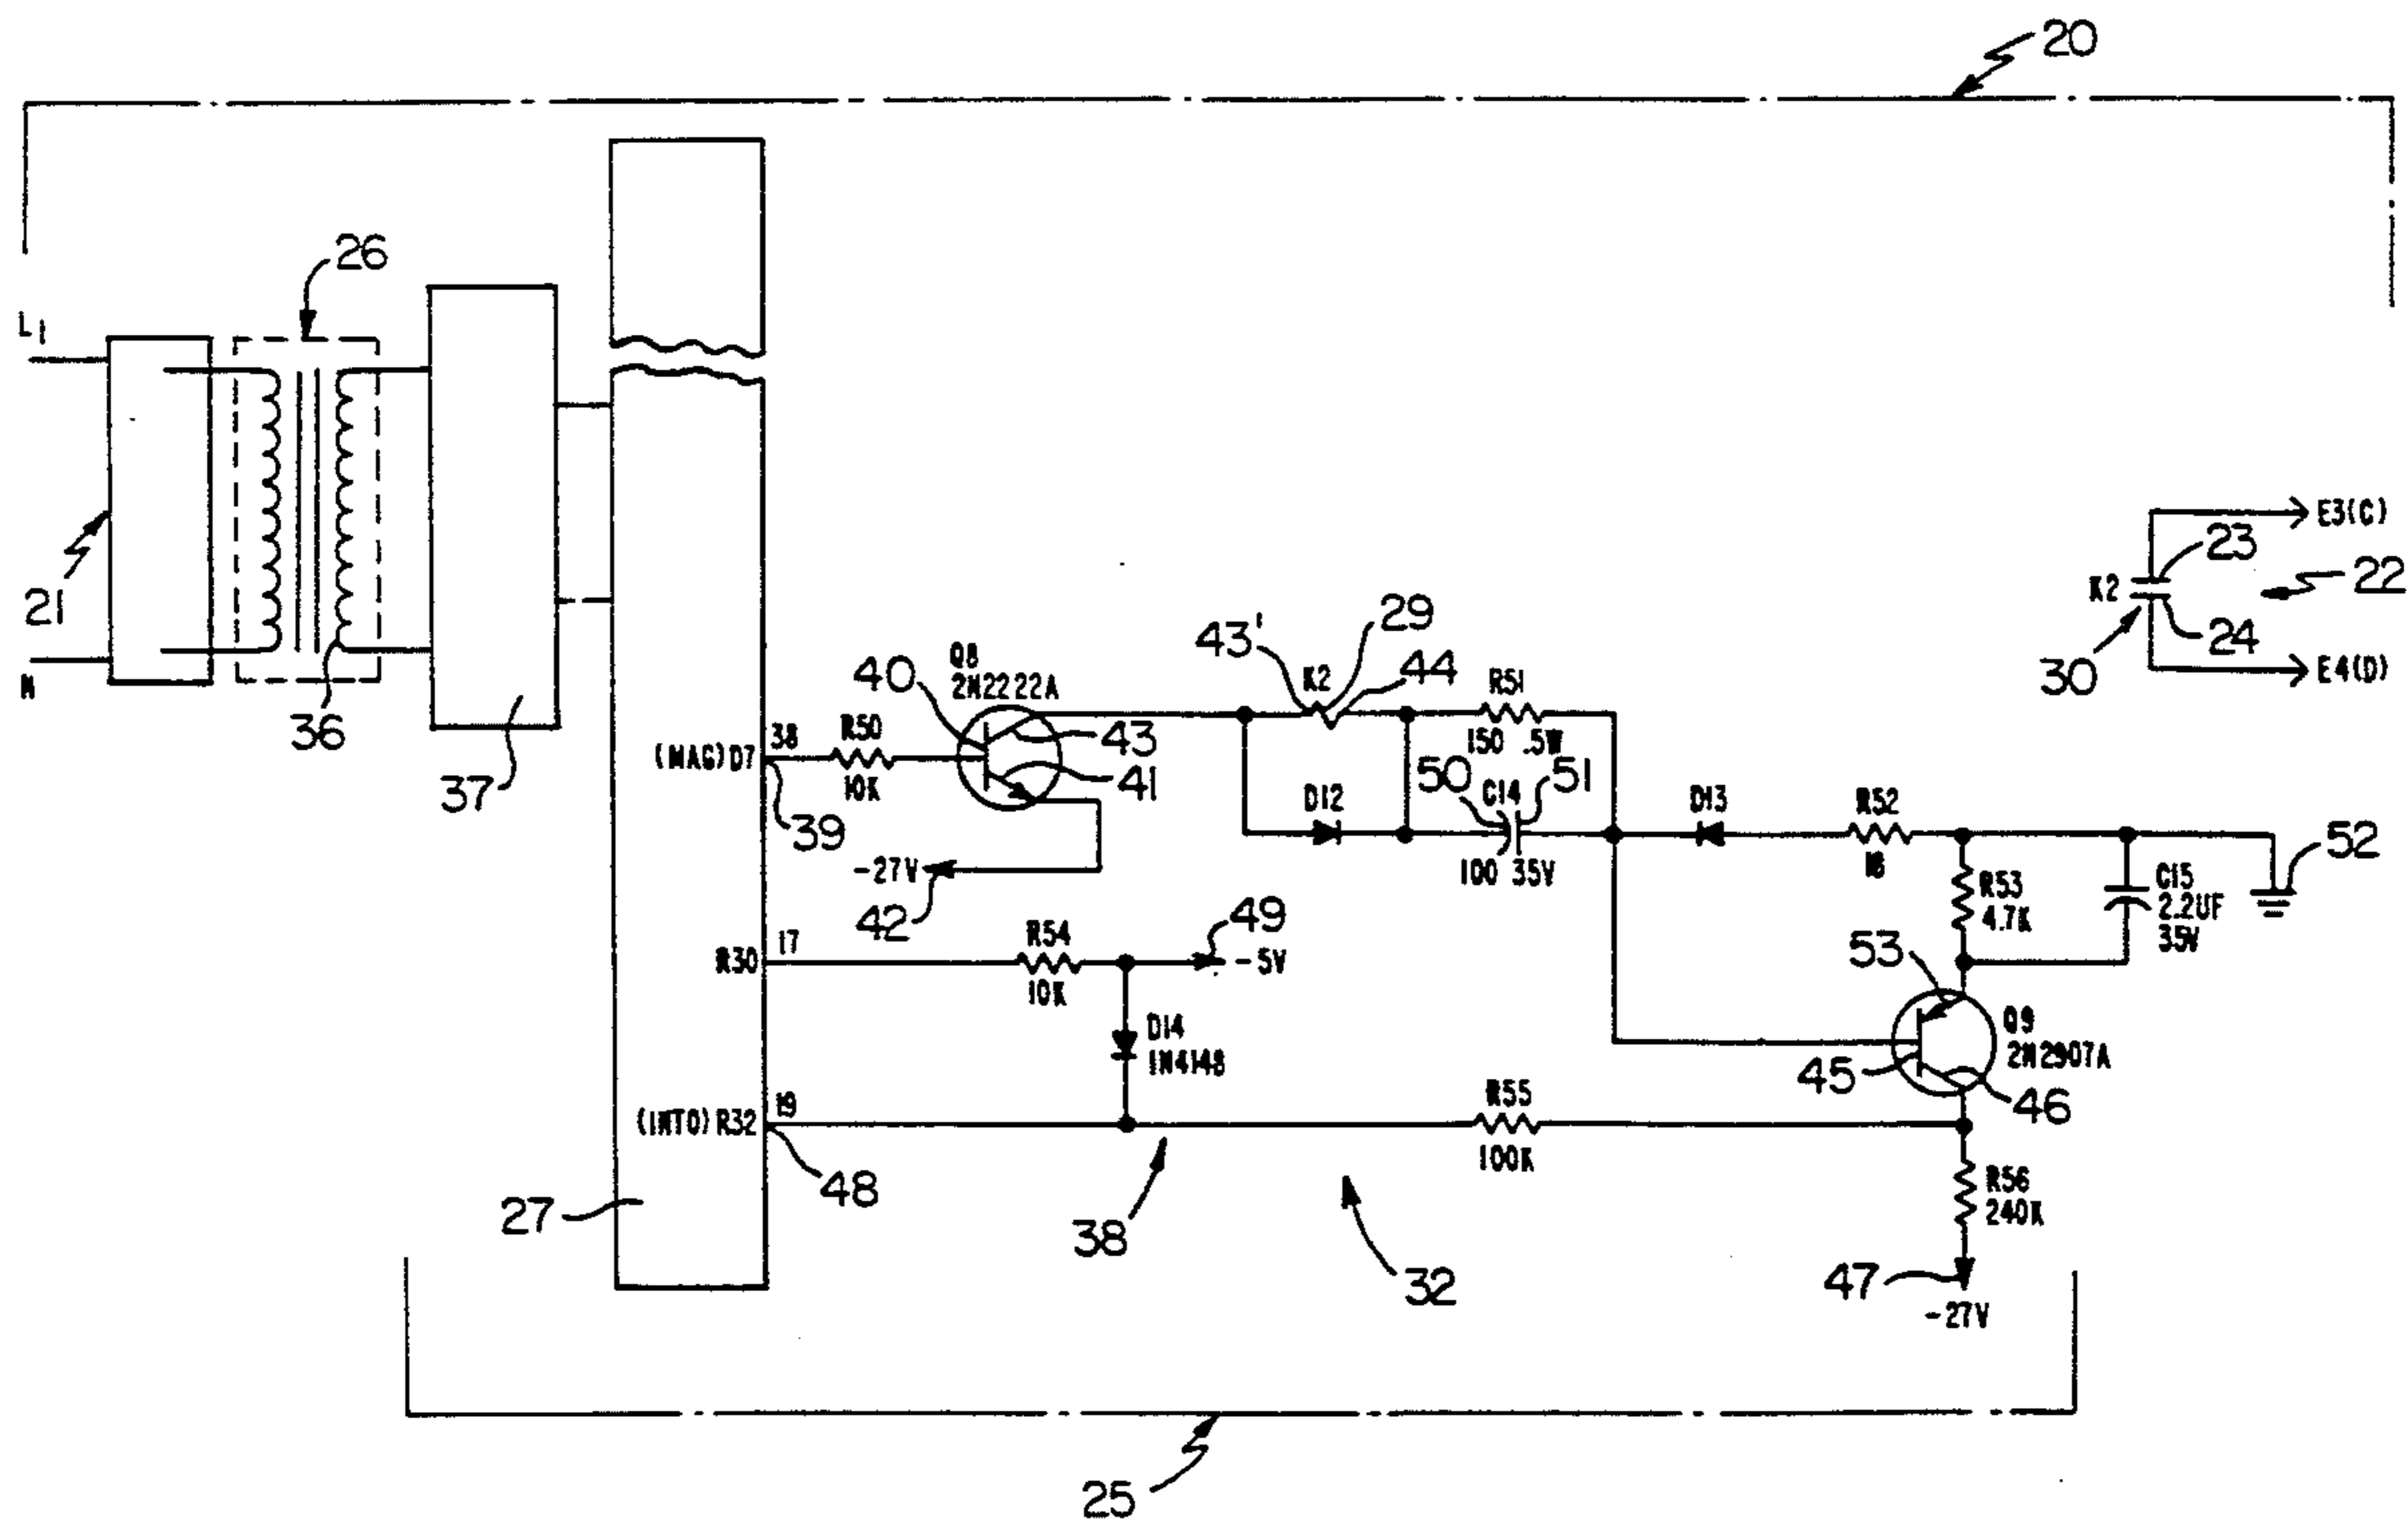 20
26
L1
21
N
36
37
E3(C)
23
K2
22
24
30
E4(D)
29
43'
44
K2
R51
150 .5W
Q8
2N2222A
40
43
41
38
R50
(MAG)D7
10K
39
50
C14
51
100 35V
D12
D13
R52
18
52
-27V
42
R53
4.7K
C15
2.2UF
35V
49
-5V
17
R54
R30
10K
53
D14
1N4148
Q9
2N2907A
45
46
19
(INTO)R32
R55
100K
48
27
38
32
R56
240K
47
-27V
25